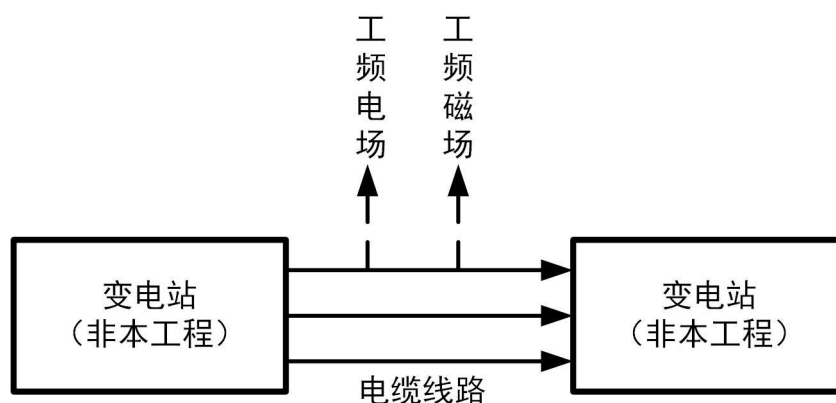 工频电场
工频磁场
变电站
（非本工程）
变电站
（非本工程）
电缆线路